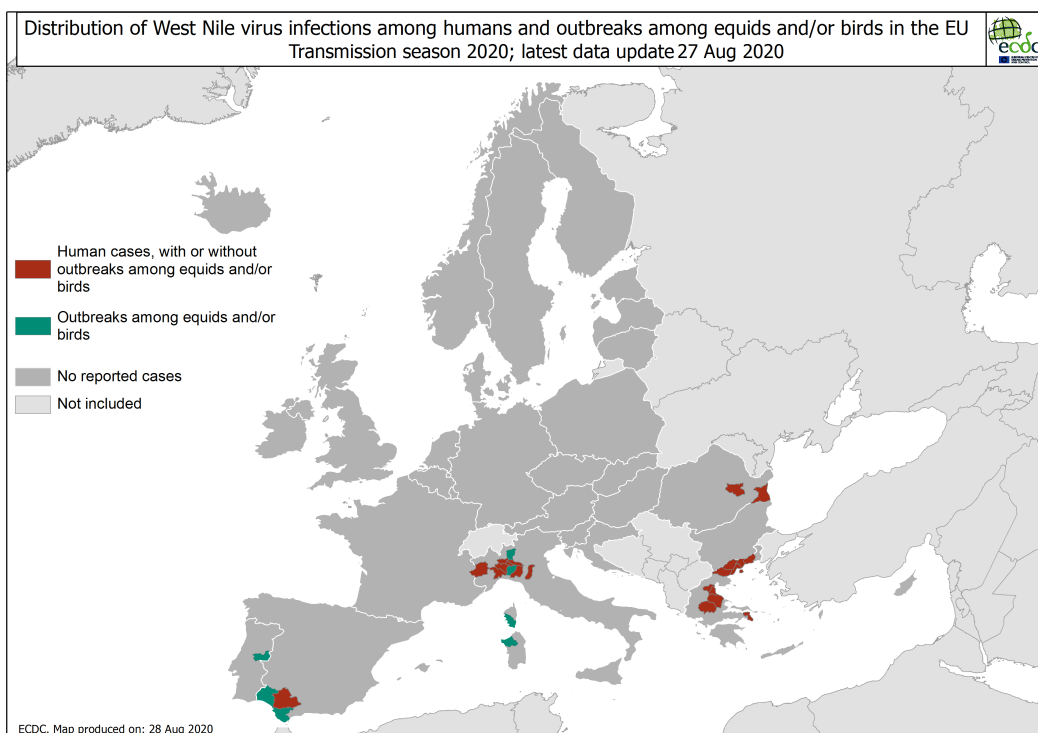 Distribution of West Nile virus infections among humans and outbreaks among equids and/or birds in the EU
Transmission season 2020; latest data update 27 Aug 2020
ecdc
Human cases, with or without
outbreaks among equids and/or
birds
Outbreaks among equids and/or
birds
No reported cases
Not included
ECDC. Map produced on: 28 Aug 2020